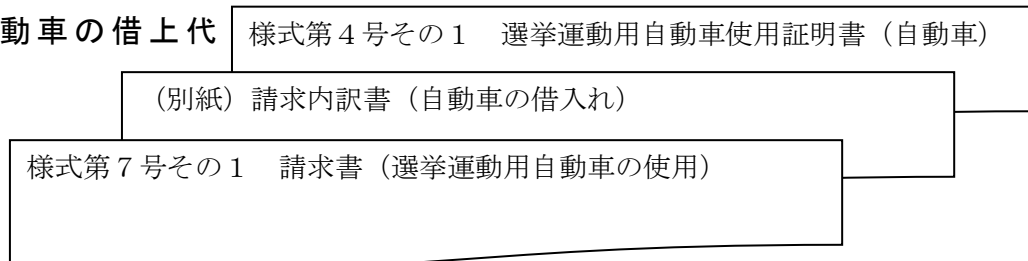 動車の借上代
様式第４号その１　選挙運動用自動車使用証明書（自動車）
（別紙）請求内訳書（自動車の借入れ）
様式第７号その１　請求書（選挙運動用自動車の使用）